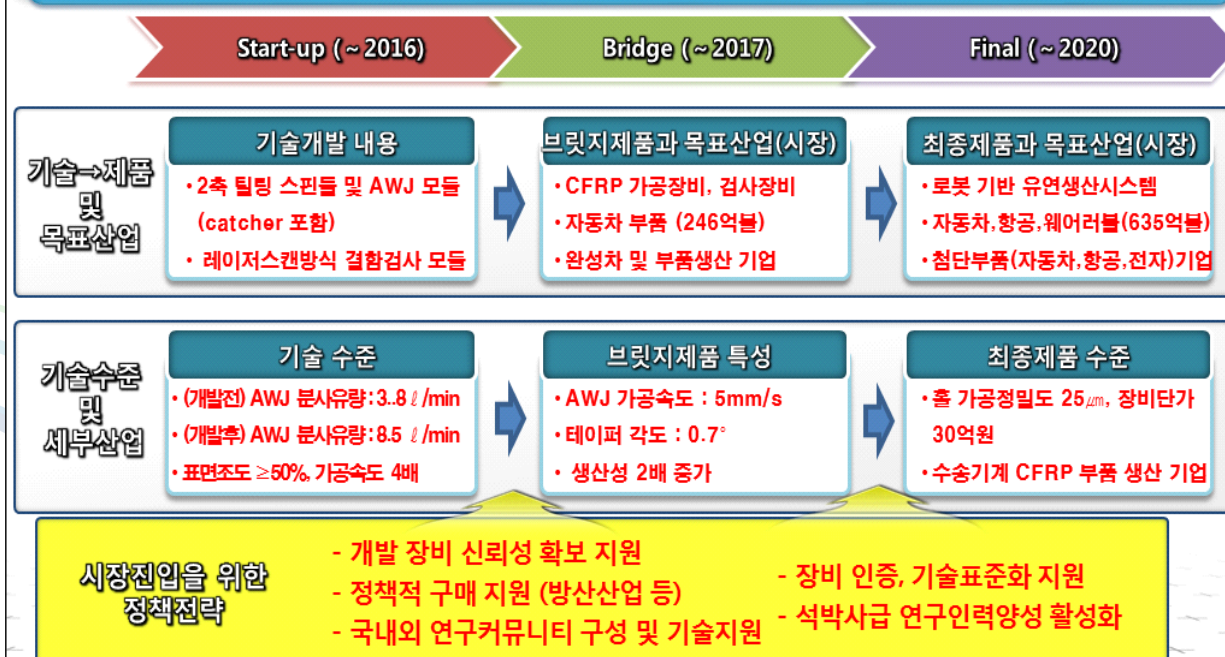 Start-up (~2016)
Bridge (~2017)
Final (~2020)
기술→제품
및
목표산업
기술개발 내용
• 2축 틸링 스핀들 및 AWJ 모듈
(catcher 포함)
• 레이저스캔방식 결함검사 모듈
브릿지제품과 목표산업(시장)
• CFRP 가공장비, 검사장비
• 자동차 부품 (246억불)
• 완성차 및 부품생산 기업
최종제품과 목표산업(시장)
• 로봇 기반 유연생산시스템
• 자동차,항공,웨어러블(635억불)
• 첨단부품(자동차,항공,전자)기업
기술수준
및
세부산업
기술 수준
• (개발전) AWJ 분사유량:3..8 ℓ/min
• (개발후) AWJ 분사유량:8.5 ℓ/min
• 표면조도 ≥50%, 가공속도 4배
브릿지제품 특성
• AWJ 가공속도 : 5mm/s
• 테이퍼 각도 : 0.7°
• 생산성 2배 증가
최종제품 수준
• 홀 가공정밀도 25㎛, 장비단가
30억원
• 수송기계 CFRP 부품 생산 기업
시장진입을 위한
정책전략
- 개발 장비 신뢰성 확보 지원
- 정책적 구매 지원 (방산산업 등)
- 국내외 연구커뮤니티 구성 및 기술지원
- 장비 인증, 기술표준화 지원
- 석박사급 연구인력양성 활성화